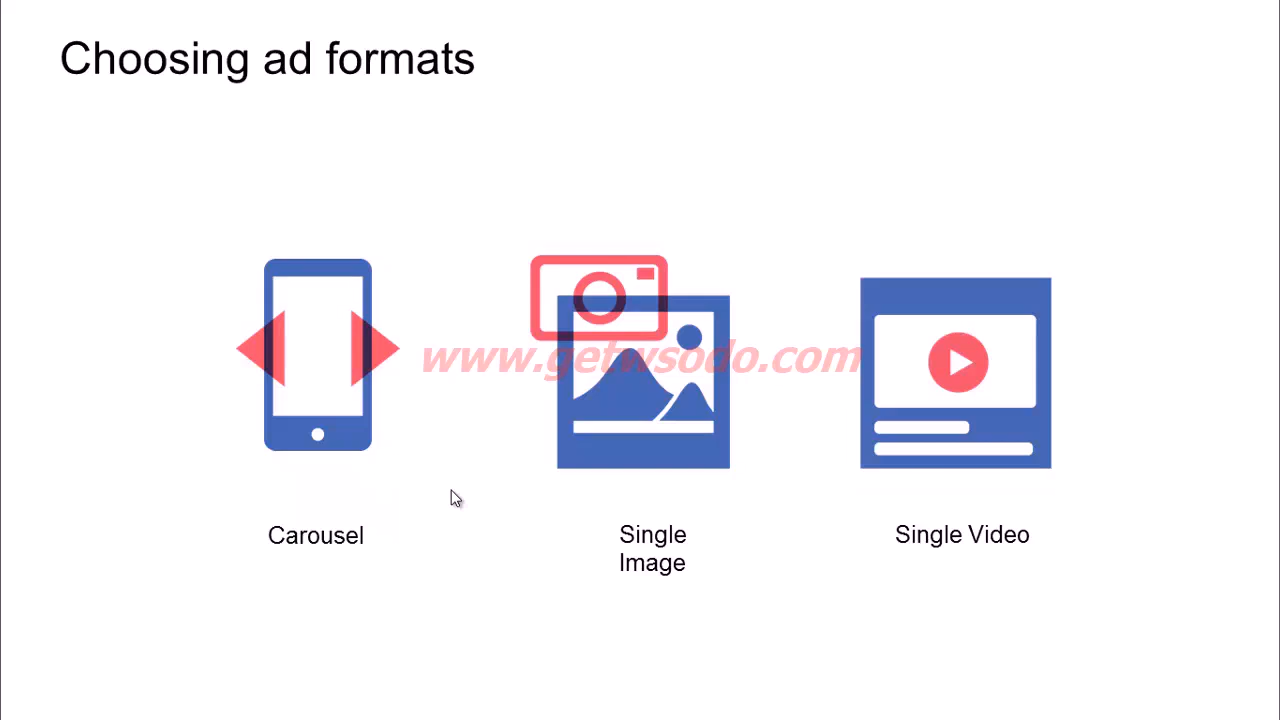 Choosing ad formats
www.getwsodo.com
Carousel
Single
Image
Single Video